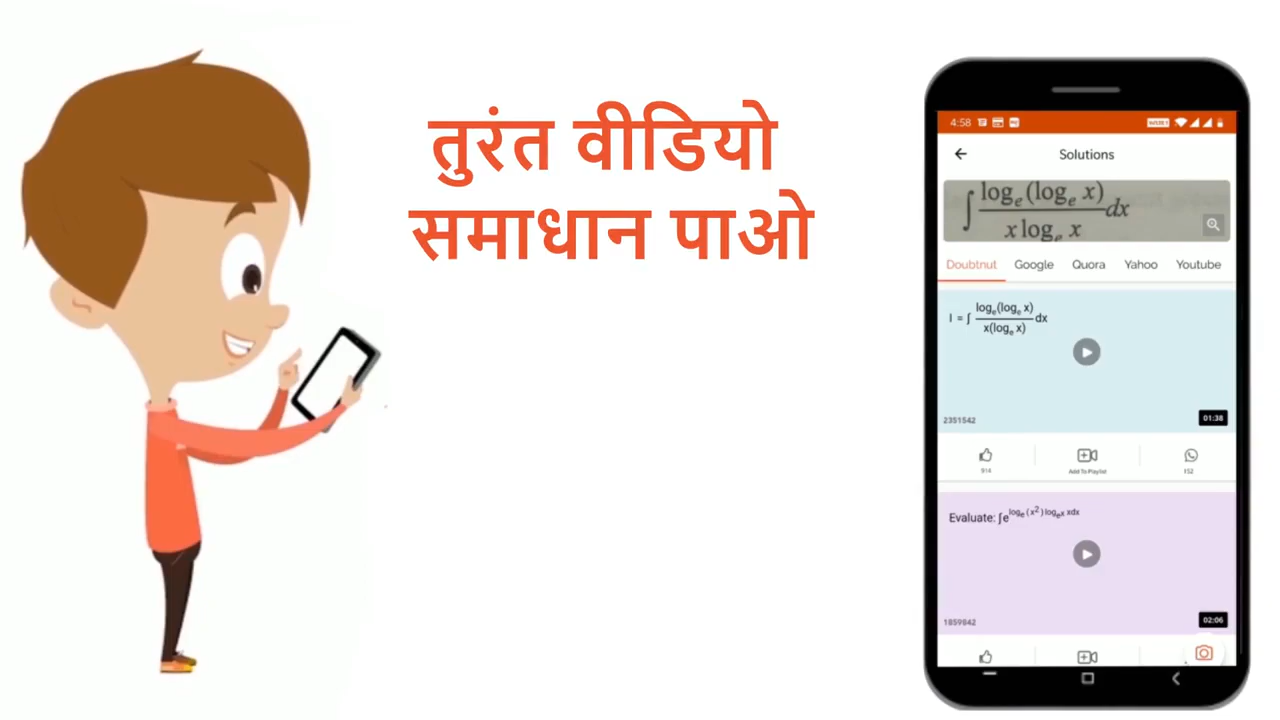 तुरंत वीडियो
समाधान पाओ
4:58
Solutions
∫ logₑ(logₑ x) / x logₑ x dx
Doubtnut Google Quora Yahoo Youtube
I = ∫ logₑ(logₑ x) / x(logₑ x) dx
2351542 01:38
914 Add To Playlist 152
Evaluate: ∫e^logₑ(x²)logₑx xdx
1859842 02:06